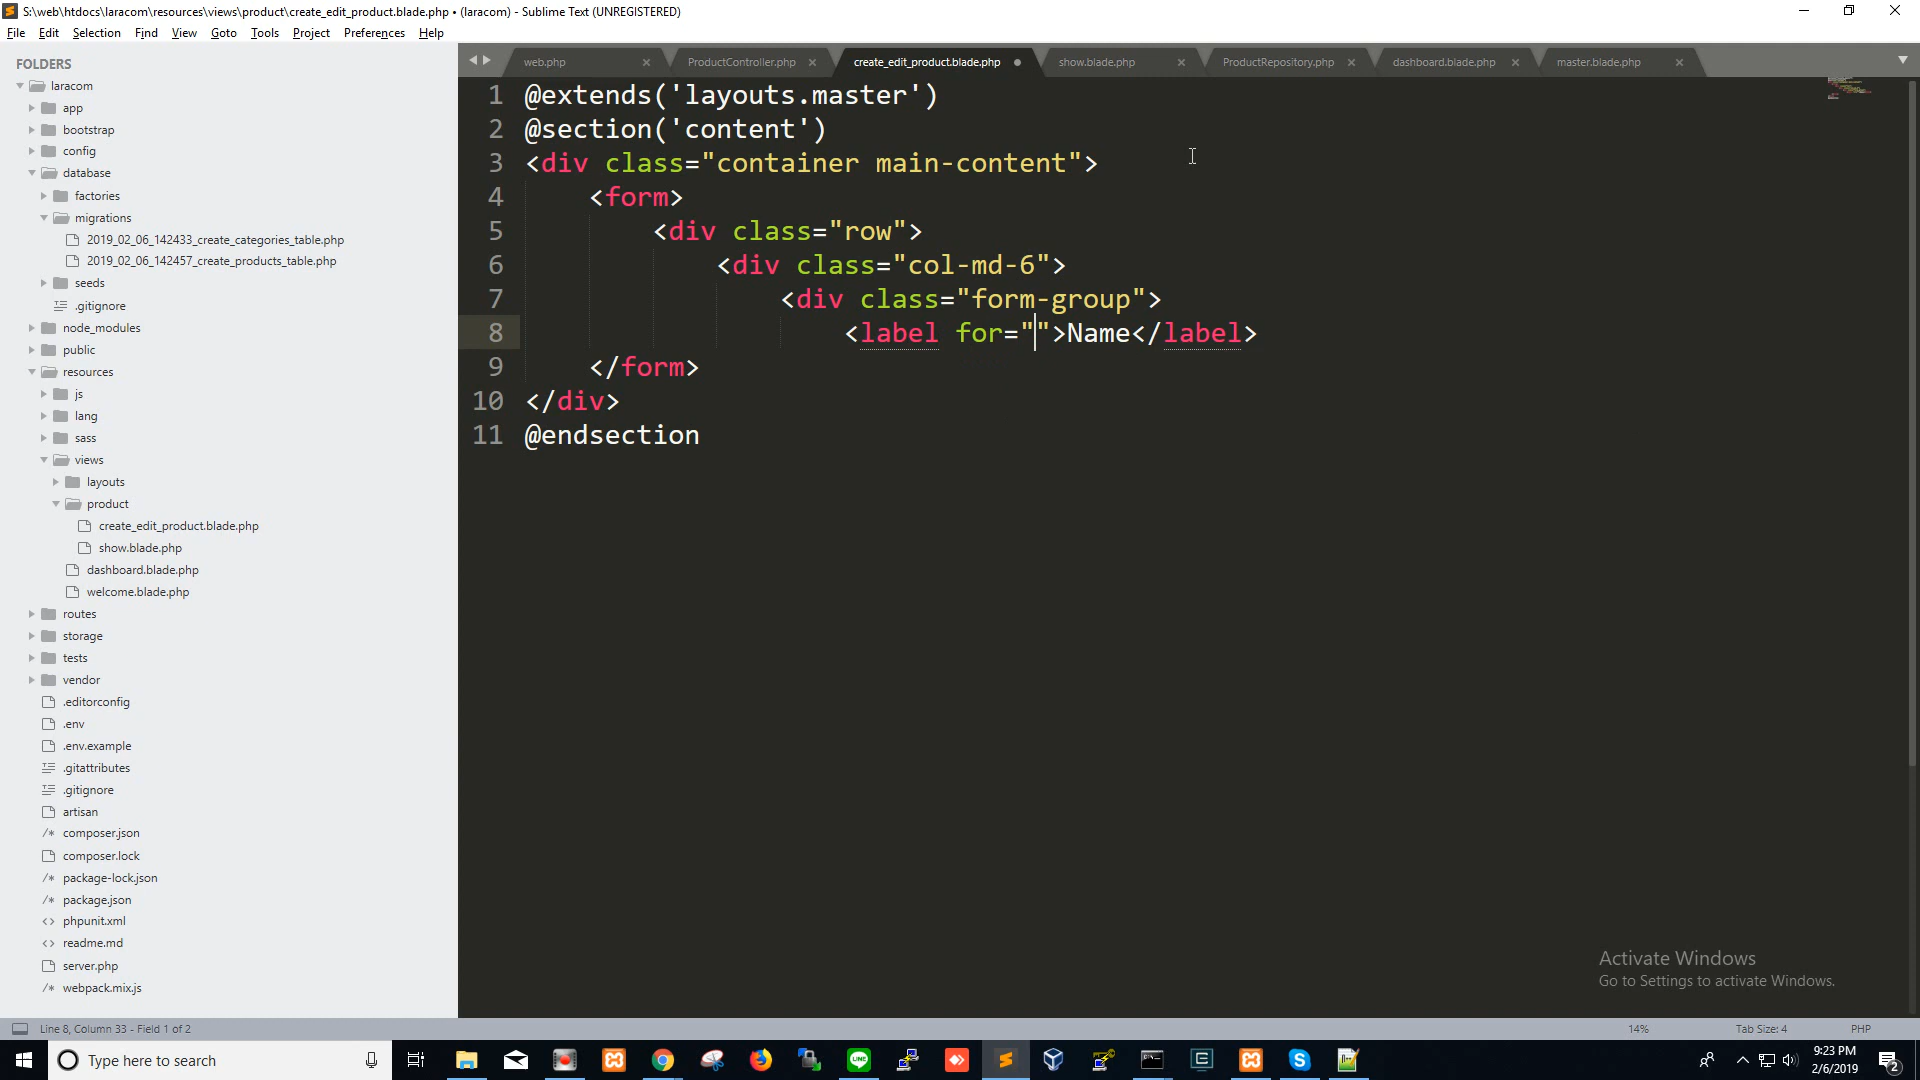 S:\web\htdocs\laracom\resources\views\product\create_edit_product.blade.php • (laracom) - Sublime Text (UNREGISTERED)
File Edit Selection Find View Goto Tools Project Preferences Help
FOLDERS
laracom
app
bootstrap
config
database
factories
migrations
2019_02_06_142433_create_categories_table.php
2019_02_06_142457_create_products_table.php
seeds
.gitignore
node_modules
public
resources
js
lang
sass
views
layouts
product
create_edit_product.blade.php
show.blade.php
dashboard.blade.php
welcome.blade.php
routes
storage
tests
vendor
.editorconfig
.env
.env.example
.gitattributes
.gitignore
artisan
composer.json
composer.lock
package-lock.json
package.json
phpunit.xml
readme.md
server.php
webpack.mix.js
web.php ProductController.php create_edit_product.blade.php show.blade.php ProductRepository.php dashboard.blade.php master.blade.php
1 @extends('layouts.master')
2 @section('content')
3 <div class="container main-content">
4 <form>
5 <div class="row">
6 <div class="col-md-6">
7 <div class="form-group">
8 <label for="">Name</label>
9 </form>
10 </div>
11 @endsection
Activate Windows
Go to Settings to activate Windows.
Line 8, Column 33 - Field 1 of 2 14% Tab Size: 4 PHP
Type here to search
9:23 PM
2/6/2019
2